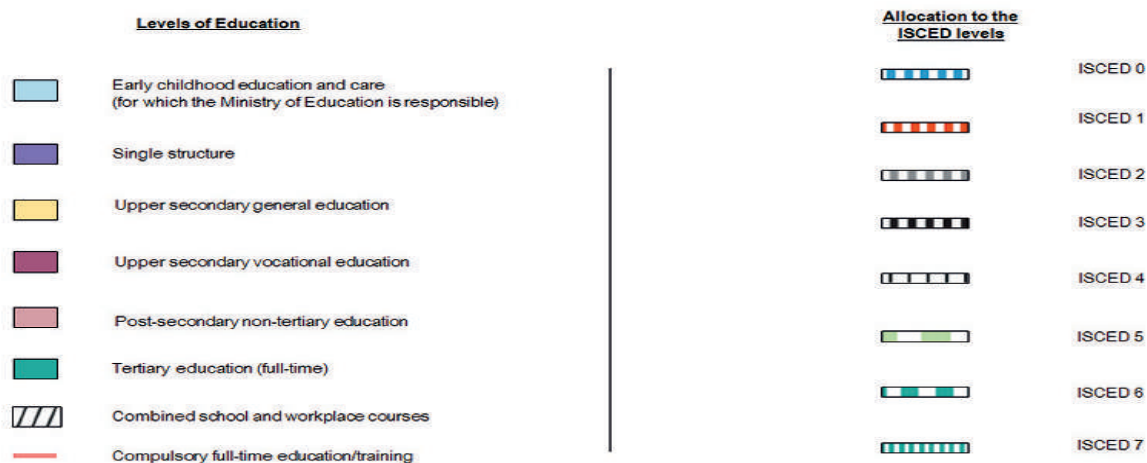 Levels of Education
Early childhood education and care
(for which the Ministry of Education is responsible)
Single structure
Upper secondary general education
Upper secondary vocational education
Post-secondary non-tertiary education
Tertiary education (full-time)
Combined school and workplace courses
Compulsory full-time education/training
Allocation to the
ISCED levels
ISCED 0
ISCED 1
ISCED 2
ISCED 3
ISCED 4
ISCED 5
ISCED 6
ISCED 7